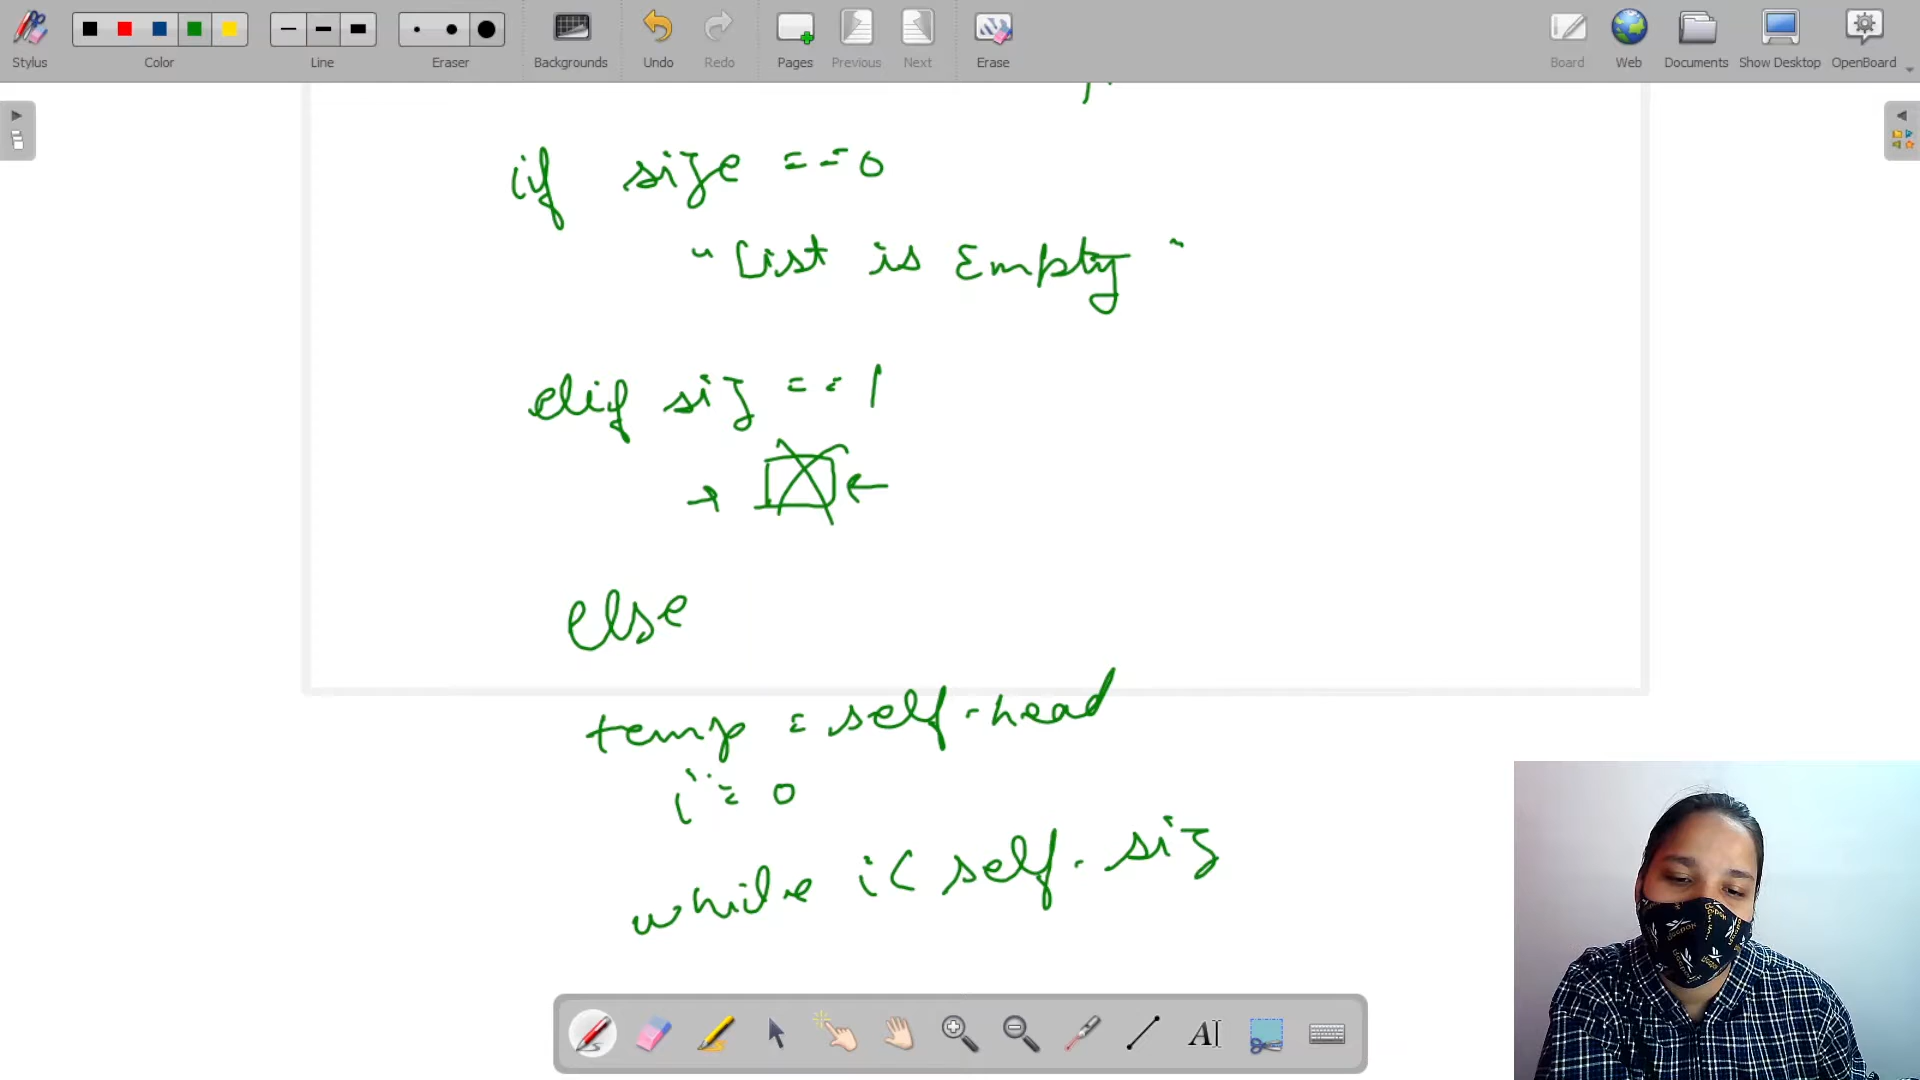 Stylus Color Line Eraser Backgrounds Undo Redo Pages Previous Next Erase Board Web Documents Show Desktop OpenBoard
if size == 0
"List is Empty"
elif siz == 1
else
temp = self.head
i = 0
while i< self.siz
AI